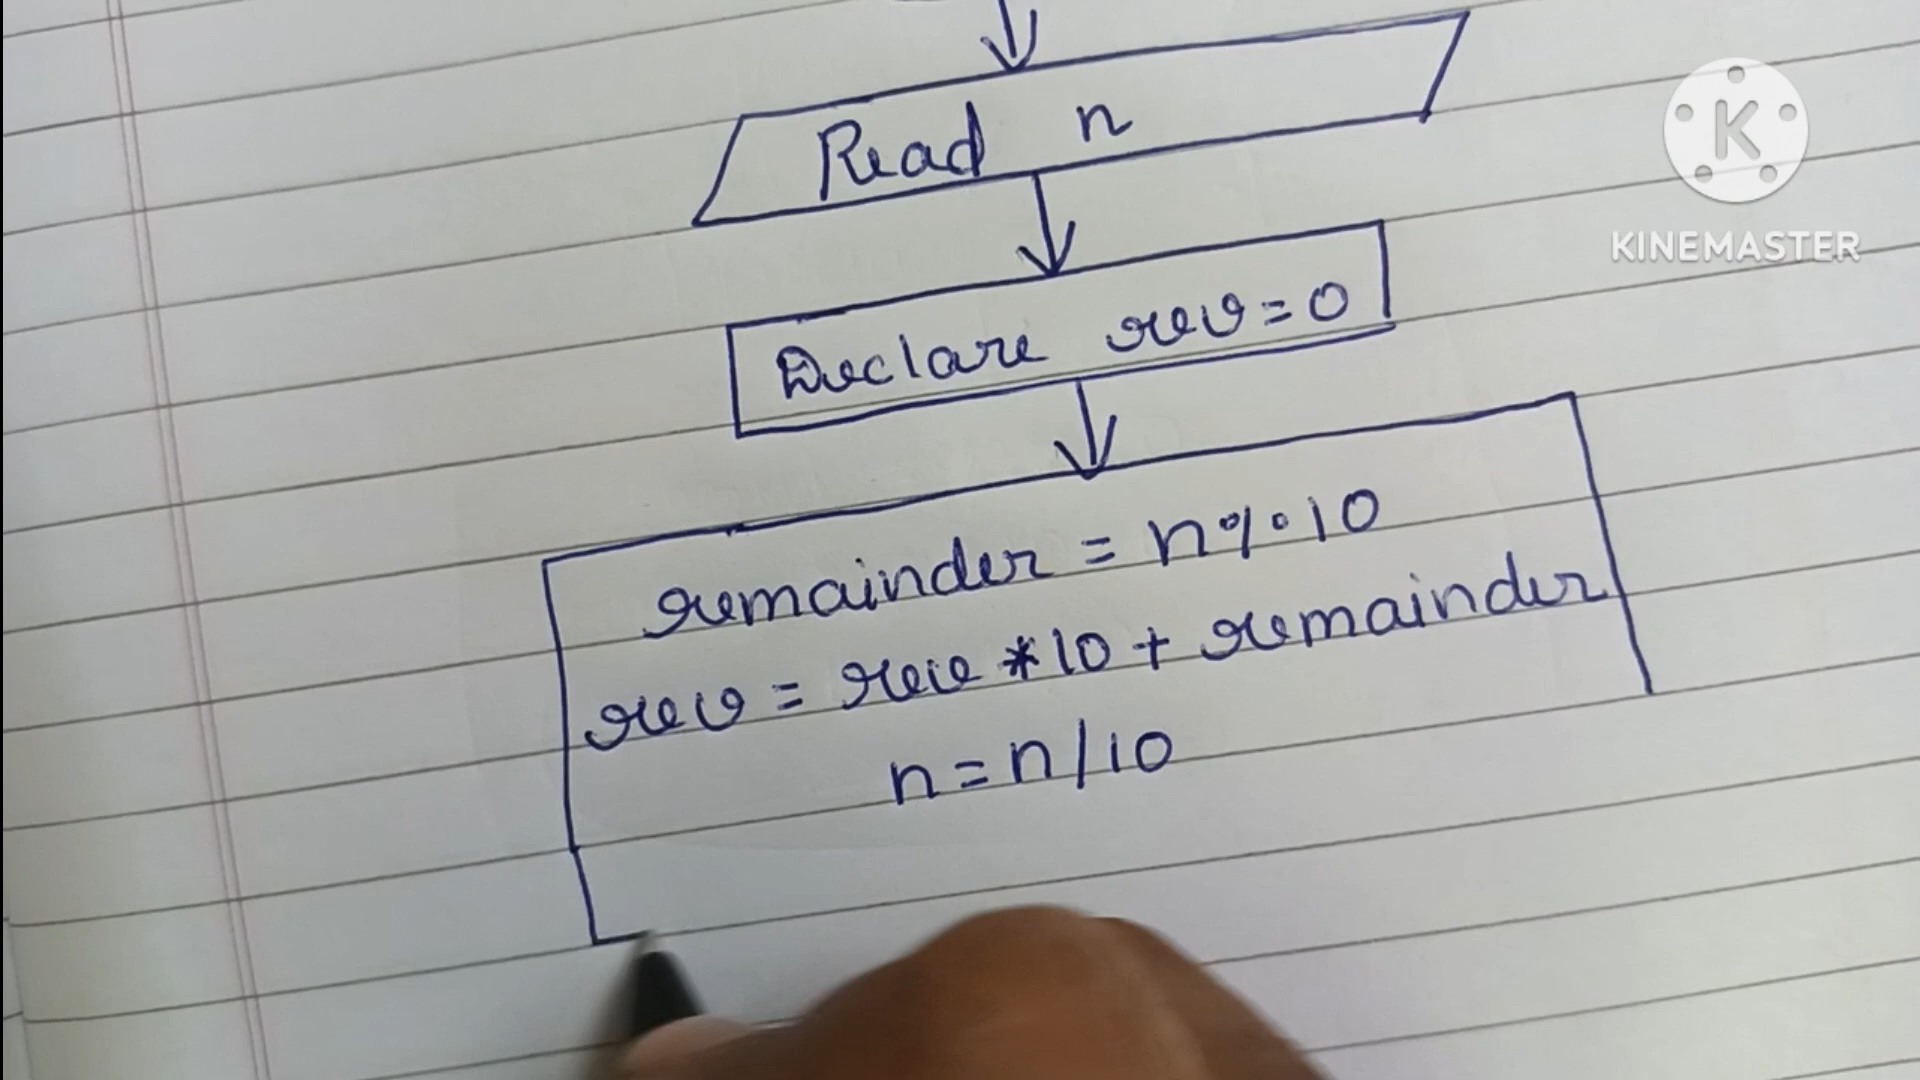 Read n
Declare rev=0
remainder = n%10
rev = rev *10 + remainder
n=n/10
K
KINEMASTER